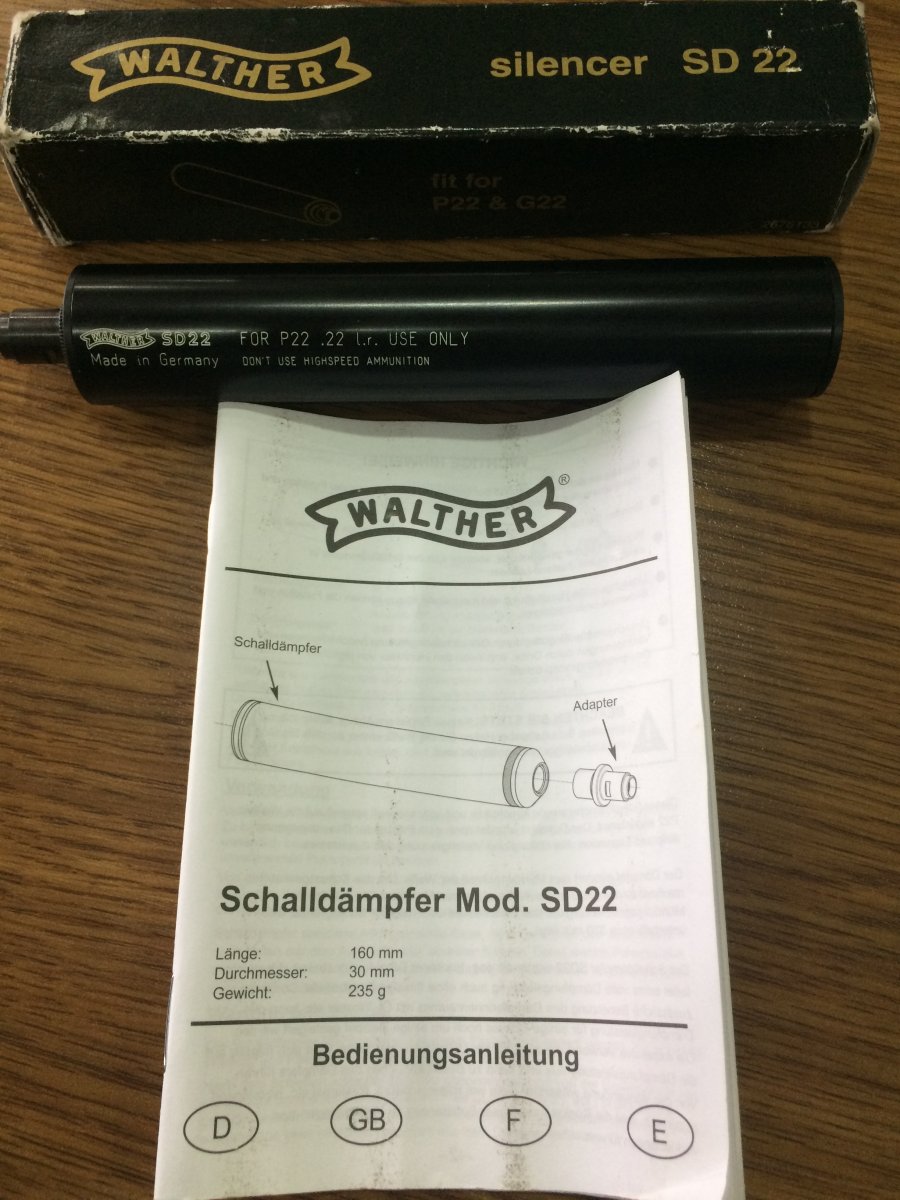 WALTHER silencer SD 22
fit for
P22 & G22
WALTHER SD22 FOR P22 .22 l.r. USE ONLY
Made in Germany DON'T USE HIGHSPEED AMMUNITION
WALTHER®
Schalldämpfer
Adapter
Schalldämpfer Mod. SD22
Länge: 160 mm
Durchmesser: 30 mm
Gewicht: 235 g
Bedienungsanleitung
D GB F E